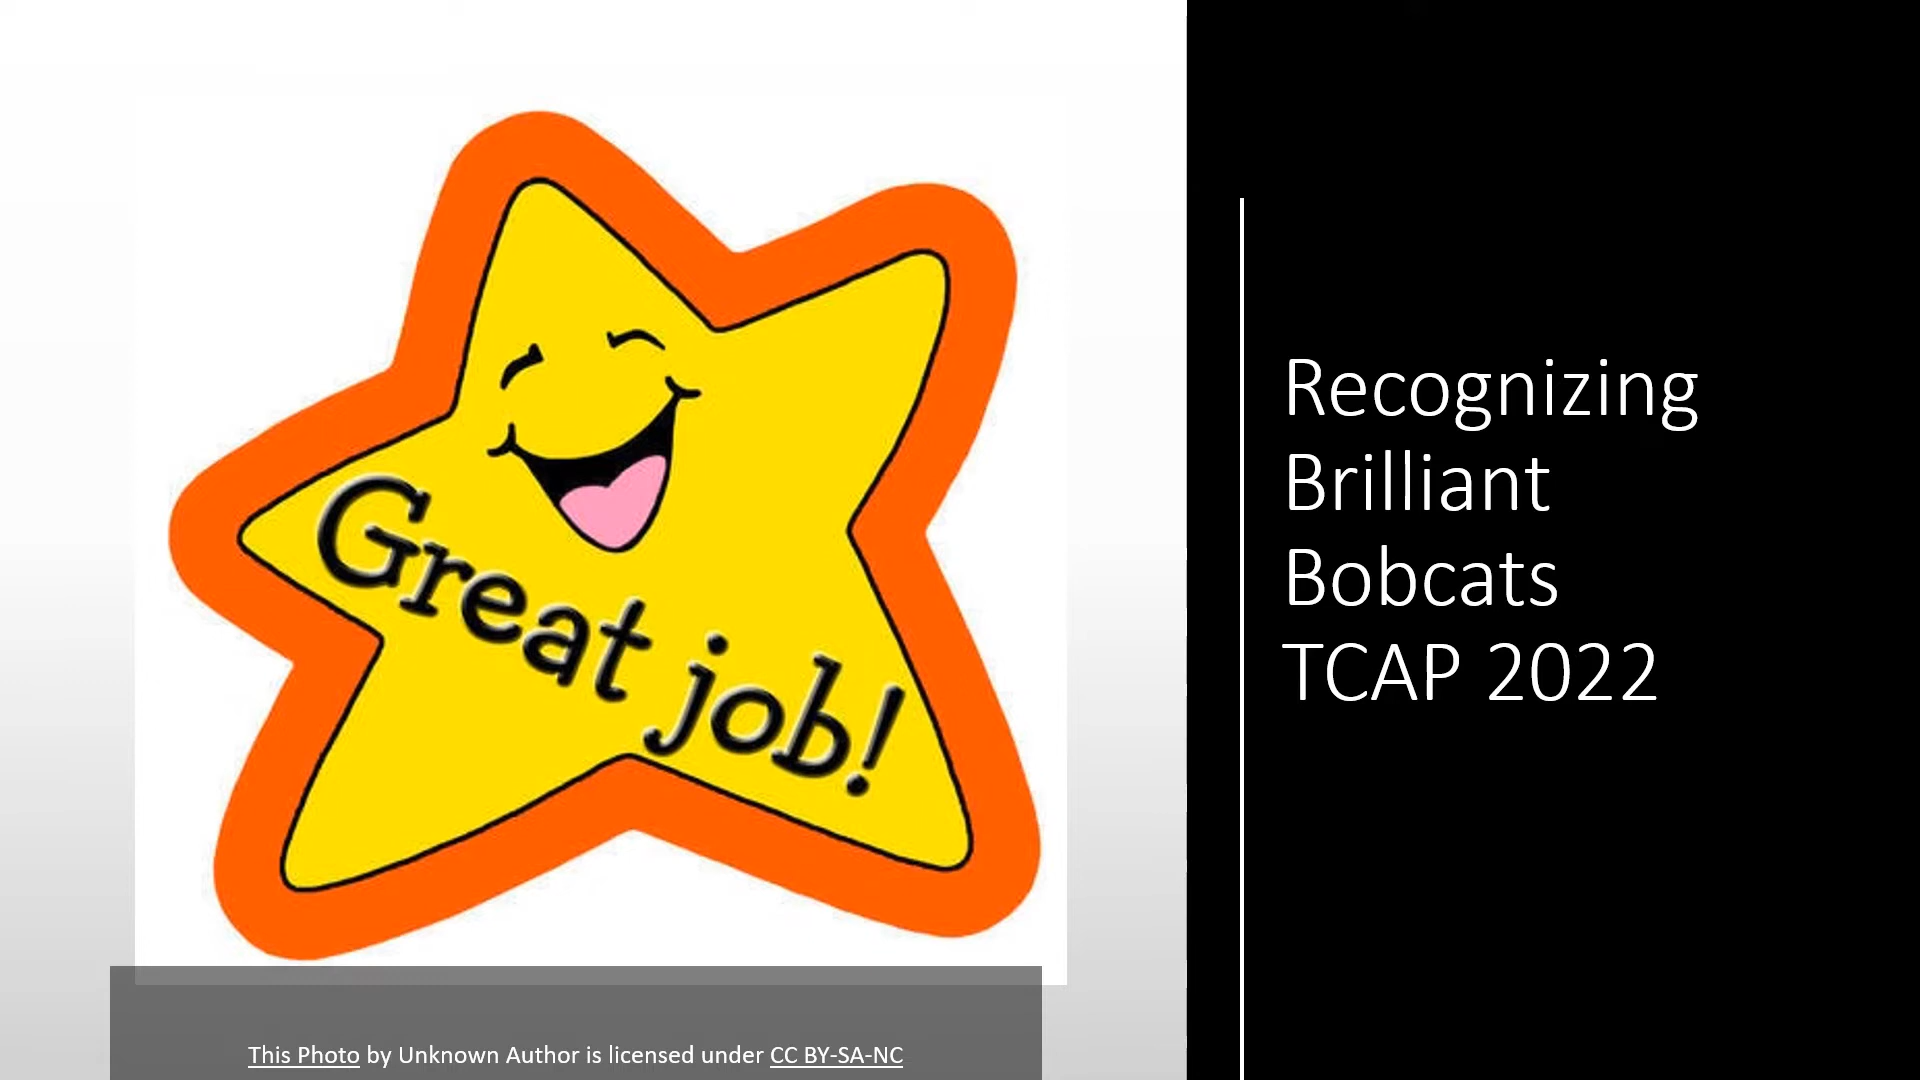 Great job!
This Photo by Unknown Author is licensed under CC BY-SA-NC
Recognizing
Brilliant
Bobcats
TCAP 2022